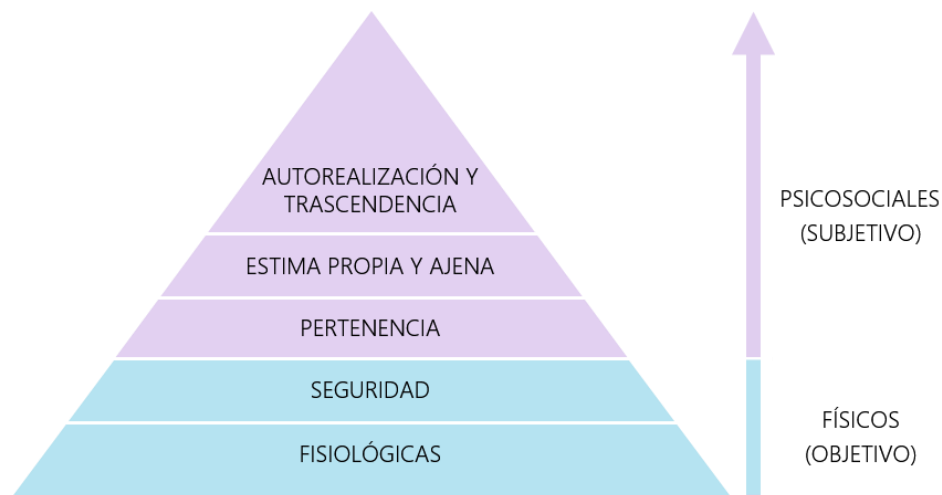 AUTOREALIZACIÓN Y
TRASCENDENCIA
ESTIMA PROPIA Y AJENA
PERTENENCIA
SEGURIDAD
FISIOLÓGICAS
PSICOSOCIALES
(SUBJETIVO)
FÍSICOS
(OBJETIVO)